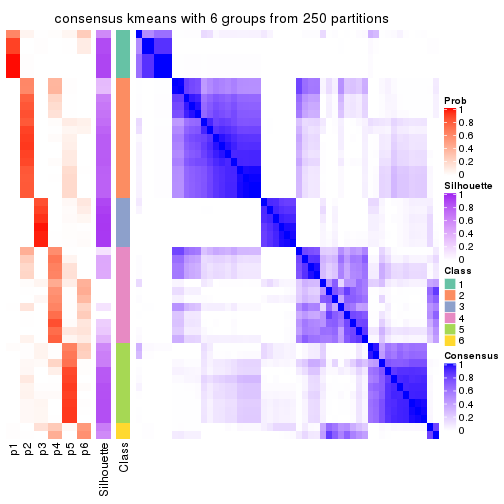 consensus kmeans with 6 groups from 250 partitions
Prob
1
0.8
0.6
0.4
0.2
0
Silhouette
1
0.8
0.6
0.4
0.2
0
Class
1
2
3
4
5
6
Consensus
1
0.8
0.6
0.4
0.2
0
p1
p2
p3
p4
p5
p6
Silhouette
Class